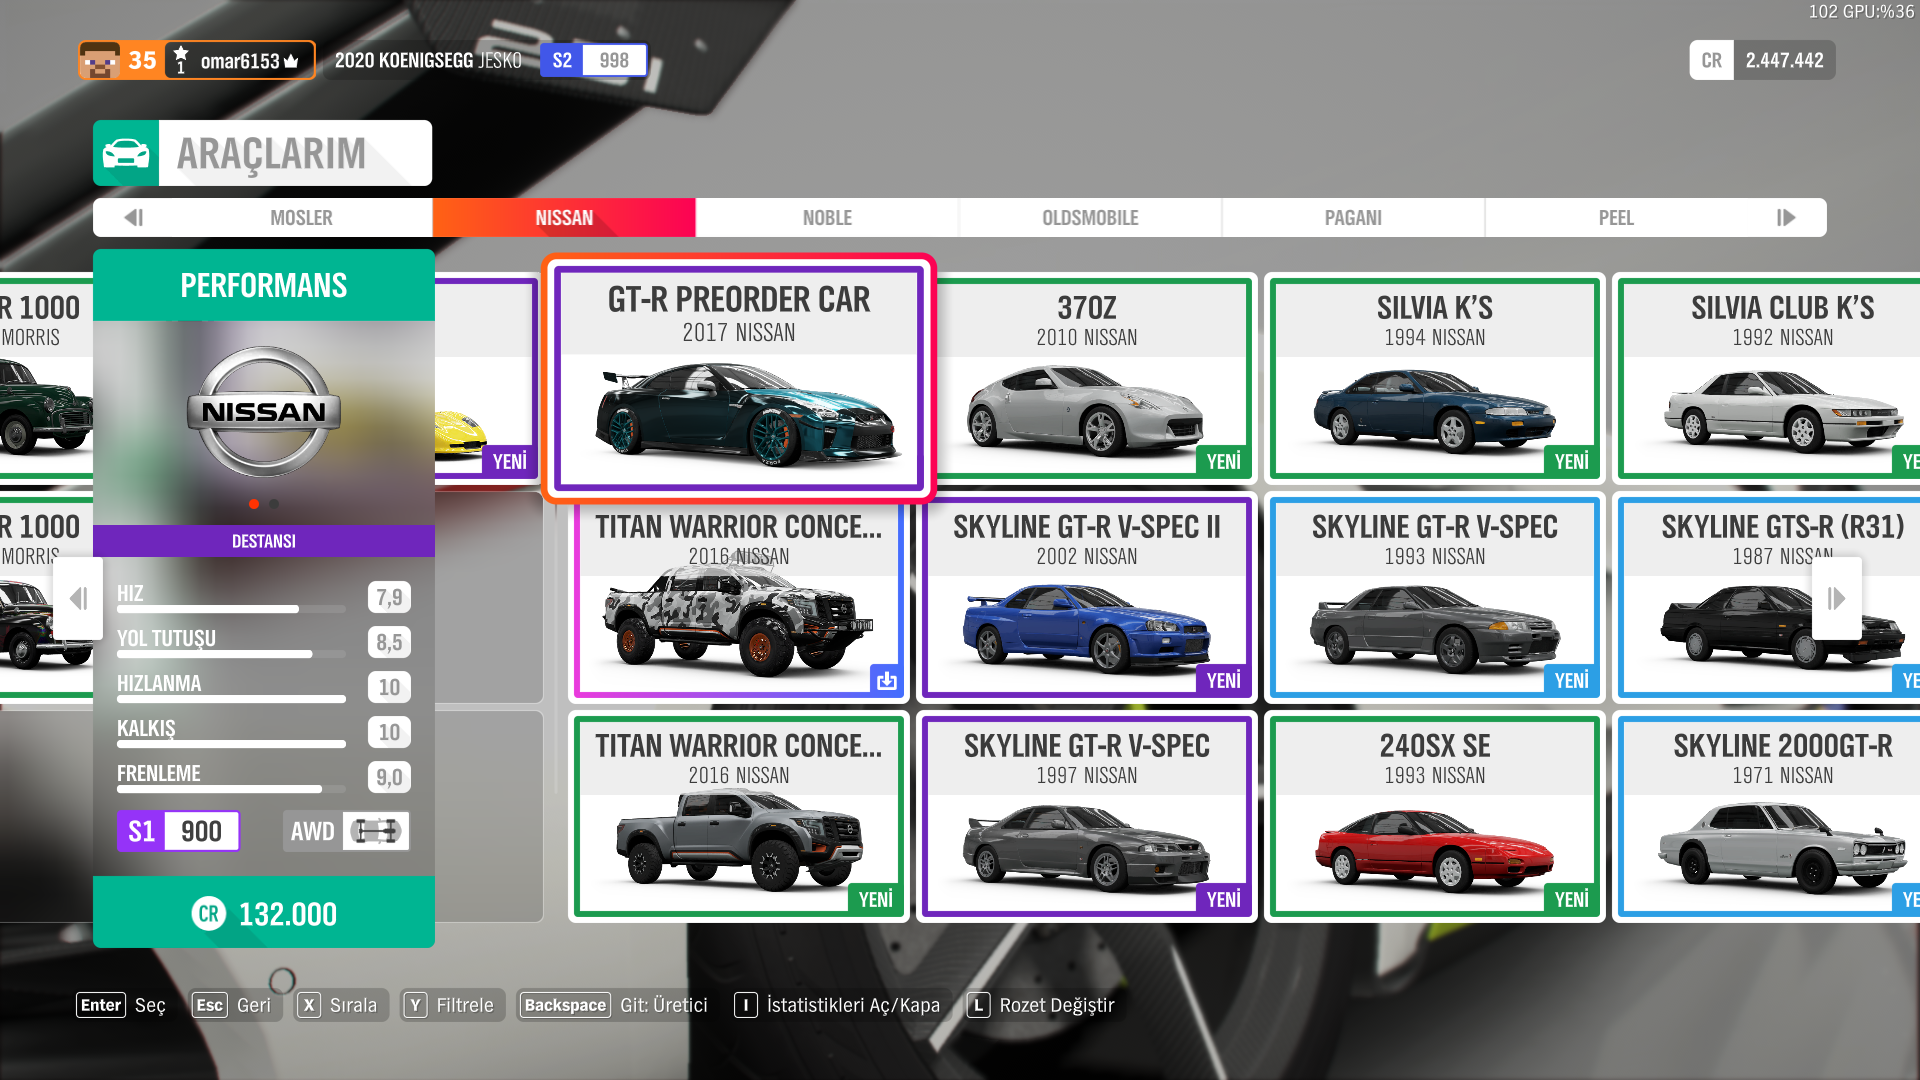 102 GPU:%36
35
1
omar6153
2020 KOENIGSEGG JESKO
S2 998
CR 2.447.442
ARAÇLARIM
MOSLER
NISSAN
NOBLE
OLDSMOBILE
PAGANI
PEEL
PERFORMANS
NISSAN
DESTANSI
HIZ 7,9
YOL TUTUŞU 8,5
HIZLANMA 10
KALKIŞ 10
FRENLEME 9,0
S1 900
AWD
CR 132.000
R 1000
MORRIS
R 1000
MORRIS
YENİ
GT-R PREORDER CAR
2017 NISSAN
370Z
2010 NISSAN
YENİ
SILVIA K'S
1994 NISSAN
YENİ
SILVIA CLUB K'S
1992 NISSAN
YE
TITAN WARRIOR CONCE...
2016 NISSAN
SKYLINE GT-R V-SPEC II
2002 NISSAN
YENİ
SKYLINE GT-R V-SPEC
1993 NISSAN
YENİ
SKYLINE GTS-R (R31)
1987 NISSAN
YE
TITAN WARRIOR CONCE...
2016 NISSAN
YENİ
SKYLINE GT-R V-SPEC
1997 NISSAN
YENİ
240SX SE
1993 NISSAN
YENİ
SKYLINE 2000GT-R
1971 NISSAN
YE
Enter Seç
Esc Geri
X Sırala
Y Filtrele
Backspace Git: Üretici
I İstatistikleri Aç/Kapa
L Rozet Değiştir